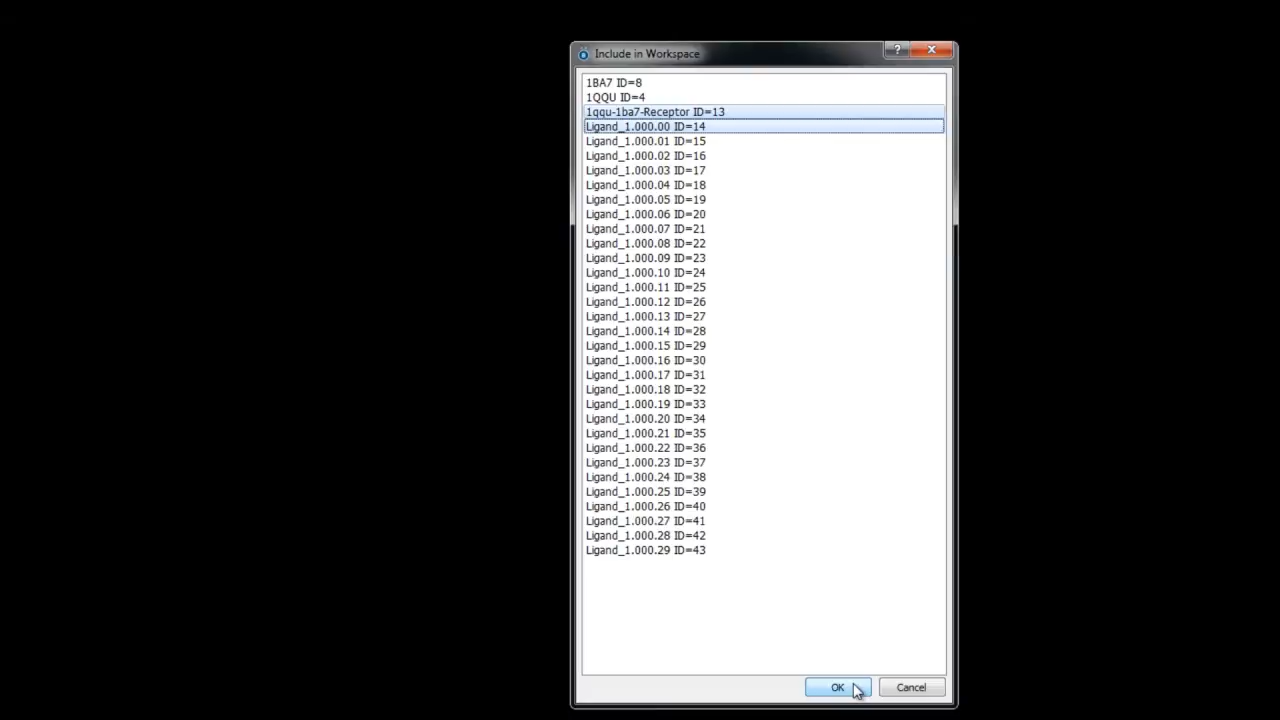 Include in Workspace
?
1BA7 ID=8
1QQU ID=4
1qqu-1ba7-Receptor ID=13
Ligand_1.000.00 ID=14
Ligand_1.000.01 ID=15
Ligand_1.000.02 ID=16
Ligand_1.000.03 ID=17
Ligand_1.000.04 ID=18
Ligand_1.000.05 ID=19
Ligand_1.000.06 ID=20
Ligand_1.000.07 ID=21
Ligand_1.000.08 ID=22
Ligand_1.000.09 ID=23
Ligand_1.000.10 ID=24
Ligand_1.000.11 ID=25
Ligand_1.000.12 ID=26
Ligand_1.000.13 ID=27
Ligand_1.000.14 ID=28
Ligand_1.000.15 ID=29
Ligand_1.000.16 ID=30
Ligand_1.000.17 ID=31
Ligand_1.000.18 ID=32
Ligand_1.000.19 ID=33
Ligand_1.000.20 ID=34
Ligand_1.000.21 ID=35
Ligand_1.000.22 ID=36
Ligand_1.000.23 ID=37
Ligand_1.000.24 ID=38
Ligand_1.000.25 ID=39
Ligand_1.000.26 ID=40
Ligand_1.000.27 ID=41
Ligand_1.000.28 ID=42
Ligand_1.000.29 ID=43
OK
Cancel